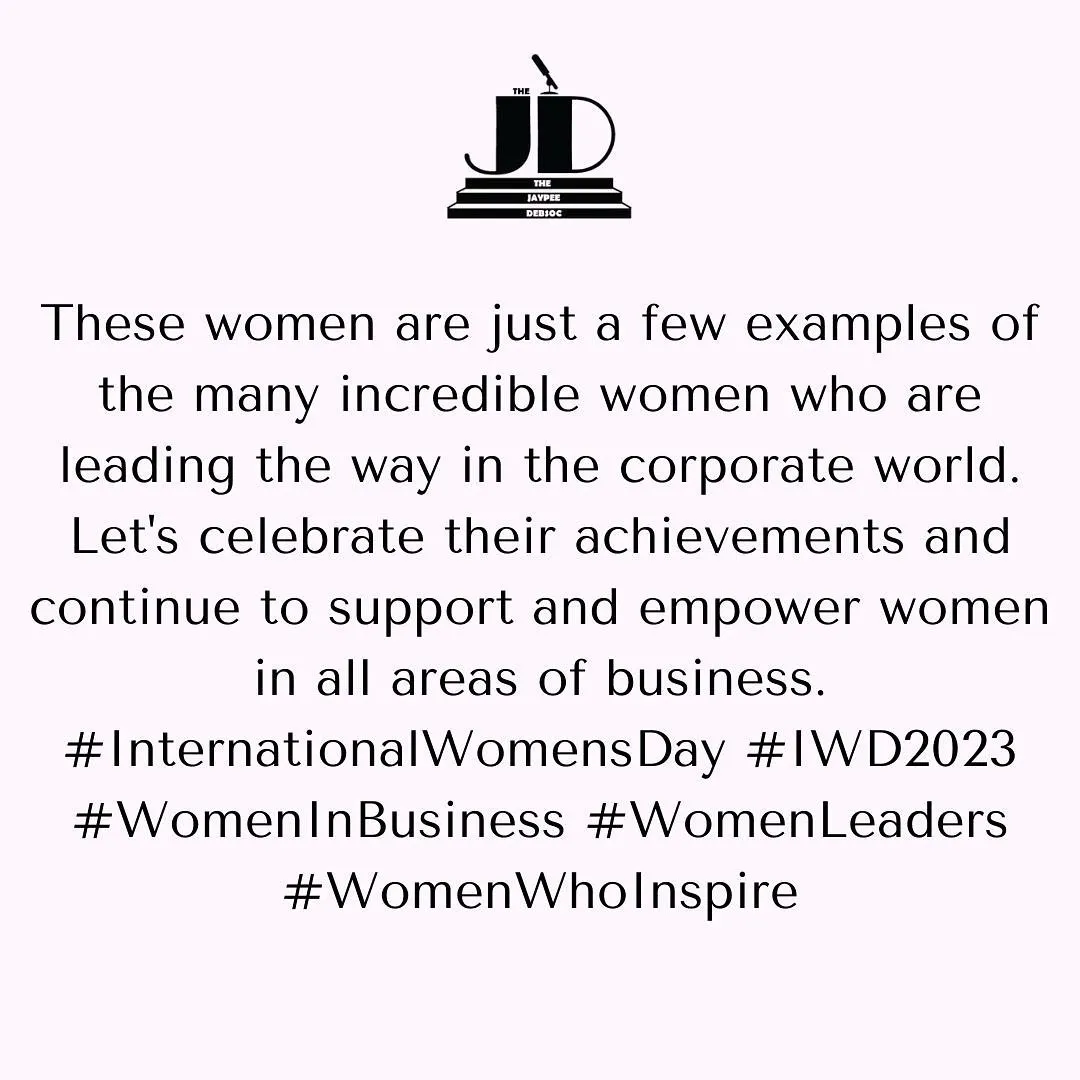 THE
JD
THE
JAYPEE
DEBSOC
These women are just a few examples of
the many incredible women who are
leading the way in the corporate world.
Let's celebrate their achievements and
continue to support and empower women
in all areas of business.
#InternationalWomensDay #IWD2023
#WomenInBusiness #WomenLeaders
#WomenWhoInspire